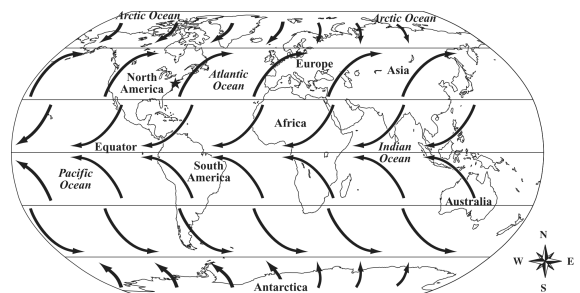 Arctic Ocean
Arctic Ocean
Europe
Asia
North
America
Atlantic
Ocean
Africa
Equator
Indian
Ocean
Pacific
Ocean
South
America
Australia
Antarctica
N
W
E
S